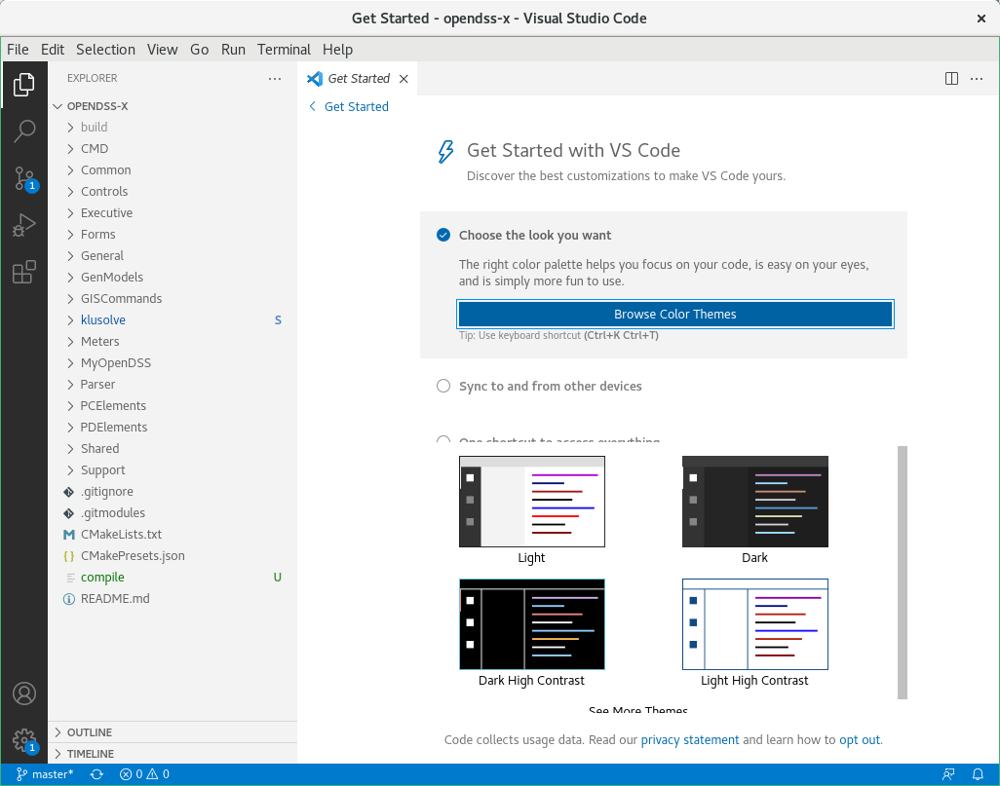 Get Started - opendss-x - Visual Studio Code
File Edit Selection View Go Run Terminal Help
EXPLORER
OPENDSS-X
build
CMD
Common
Controls
Executive
Forms
General
GenModels
GISCommands
klusolve S
Meters
MyOpenDSS
Parser
PCElements
PDElements
Shared
Support
.gitignore
.gitmodules
CMakeLists.txt
CMakePresets.json
compile U
README.md
OUTLINE
TIMELINE
1
1
Get Started
Get Started
Get Started with VS Code
Discover the best customizations to make VS Code yours.
Choose the look you want
The right color palette helps you focus on your code, is easy on your eyes,
and is simply more fun to use.
Browse Color Themes
Tip: Use keyboard shortcut (Ctrl+K Ctrl+T)
Sync to and from other devices
One shortcut to access everything
Light
Dark
Dark High Contrast
Light High Contrast
See More Themes
Code collects usage data. Read our privacy statement and learn how to opt out.
master* 0 0